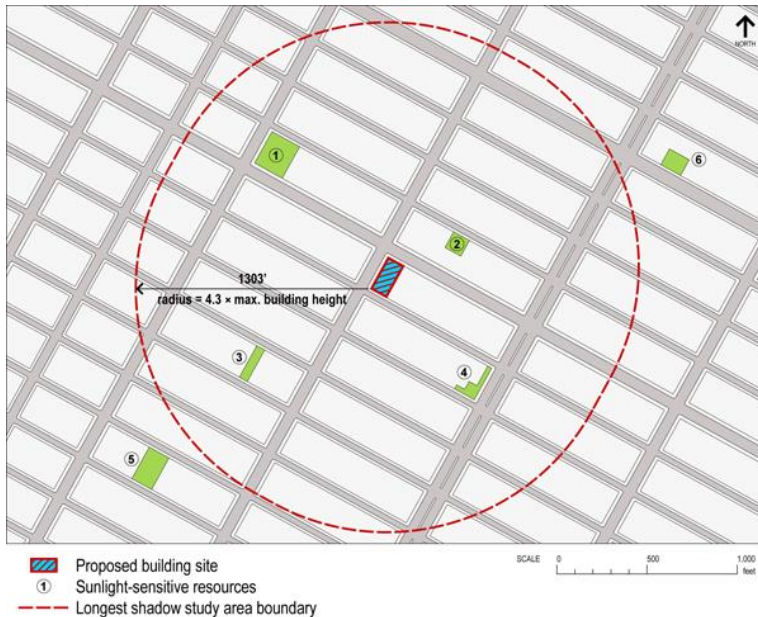 NORTH
①
⑥
②
1303'
radius = 4.3 × max. building height
③
④
⑤
Proposed building site
① Sunlight-sensitive resources
Longest shadow study area boundary
SCALE 0 500 1,000
feet